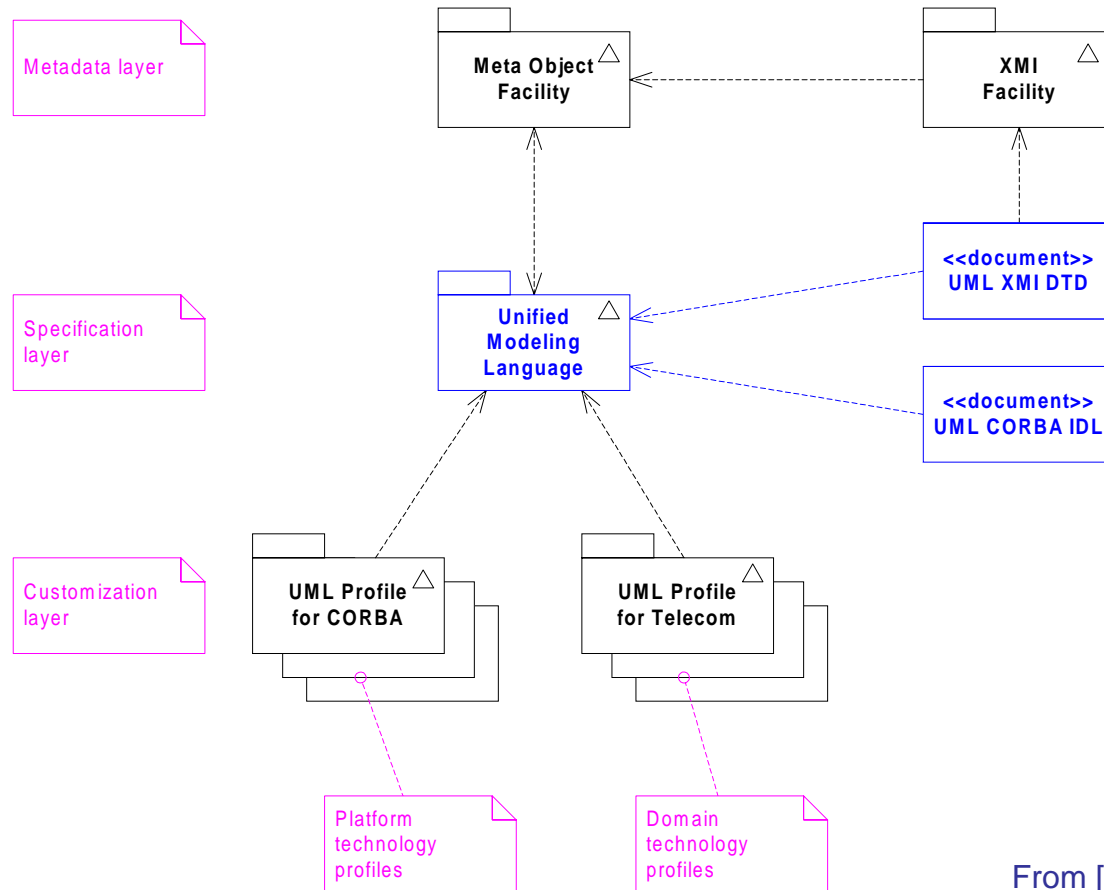 Metadata layer
Meta Object
Facility
XMI
Facility
<<document>>
UML XMI DTD
Specification
layer
Unified
Modeling
Language
<<document>>
UML CORBA IDL
Customization
layer
UML Profile
for CORBA
UML Profile
for Telecom
Platform
technology
profiles
Domain
technology
profiles
From [